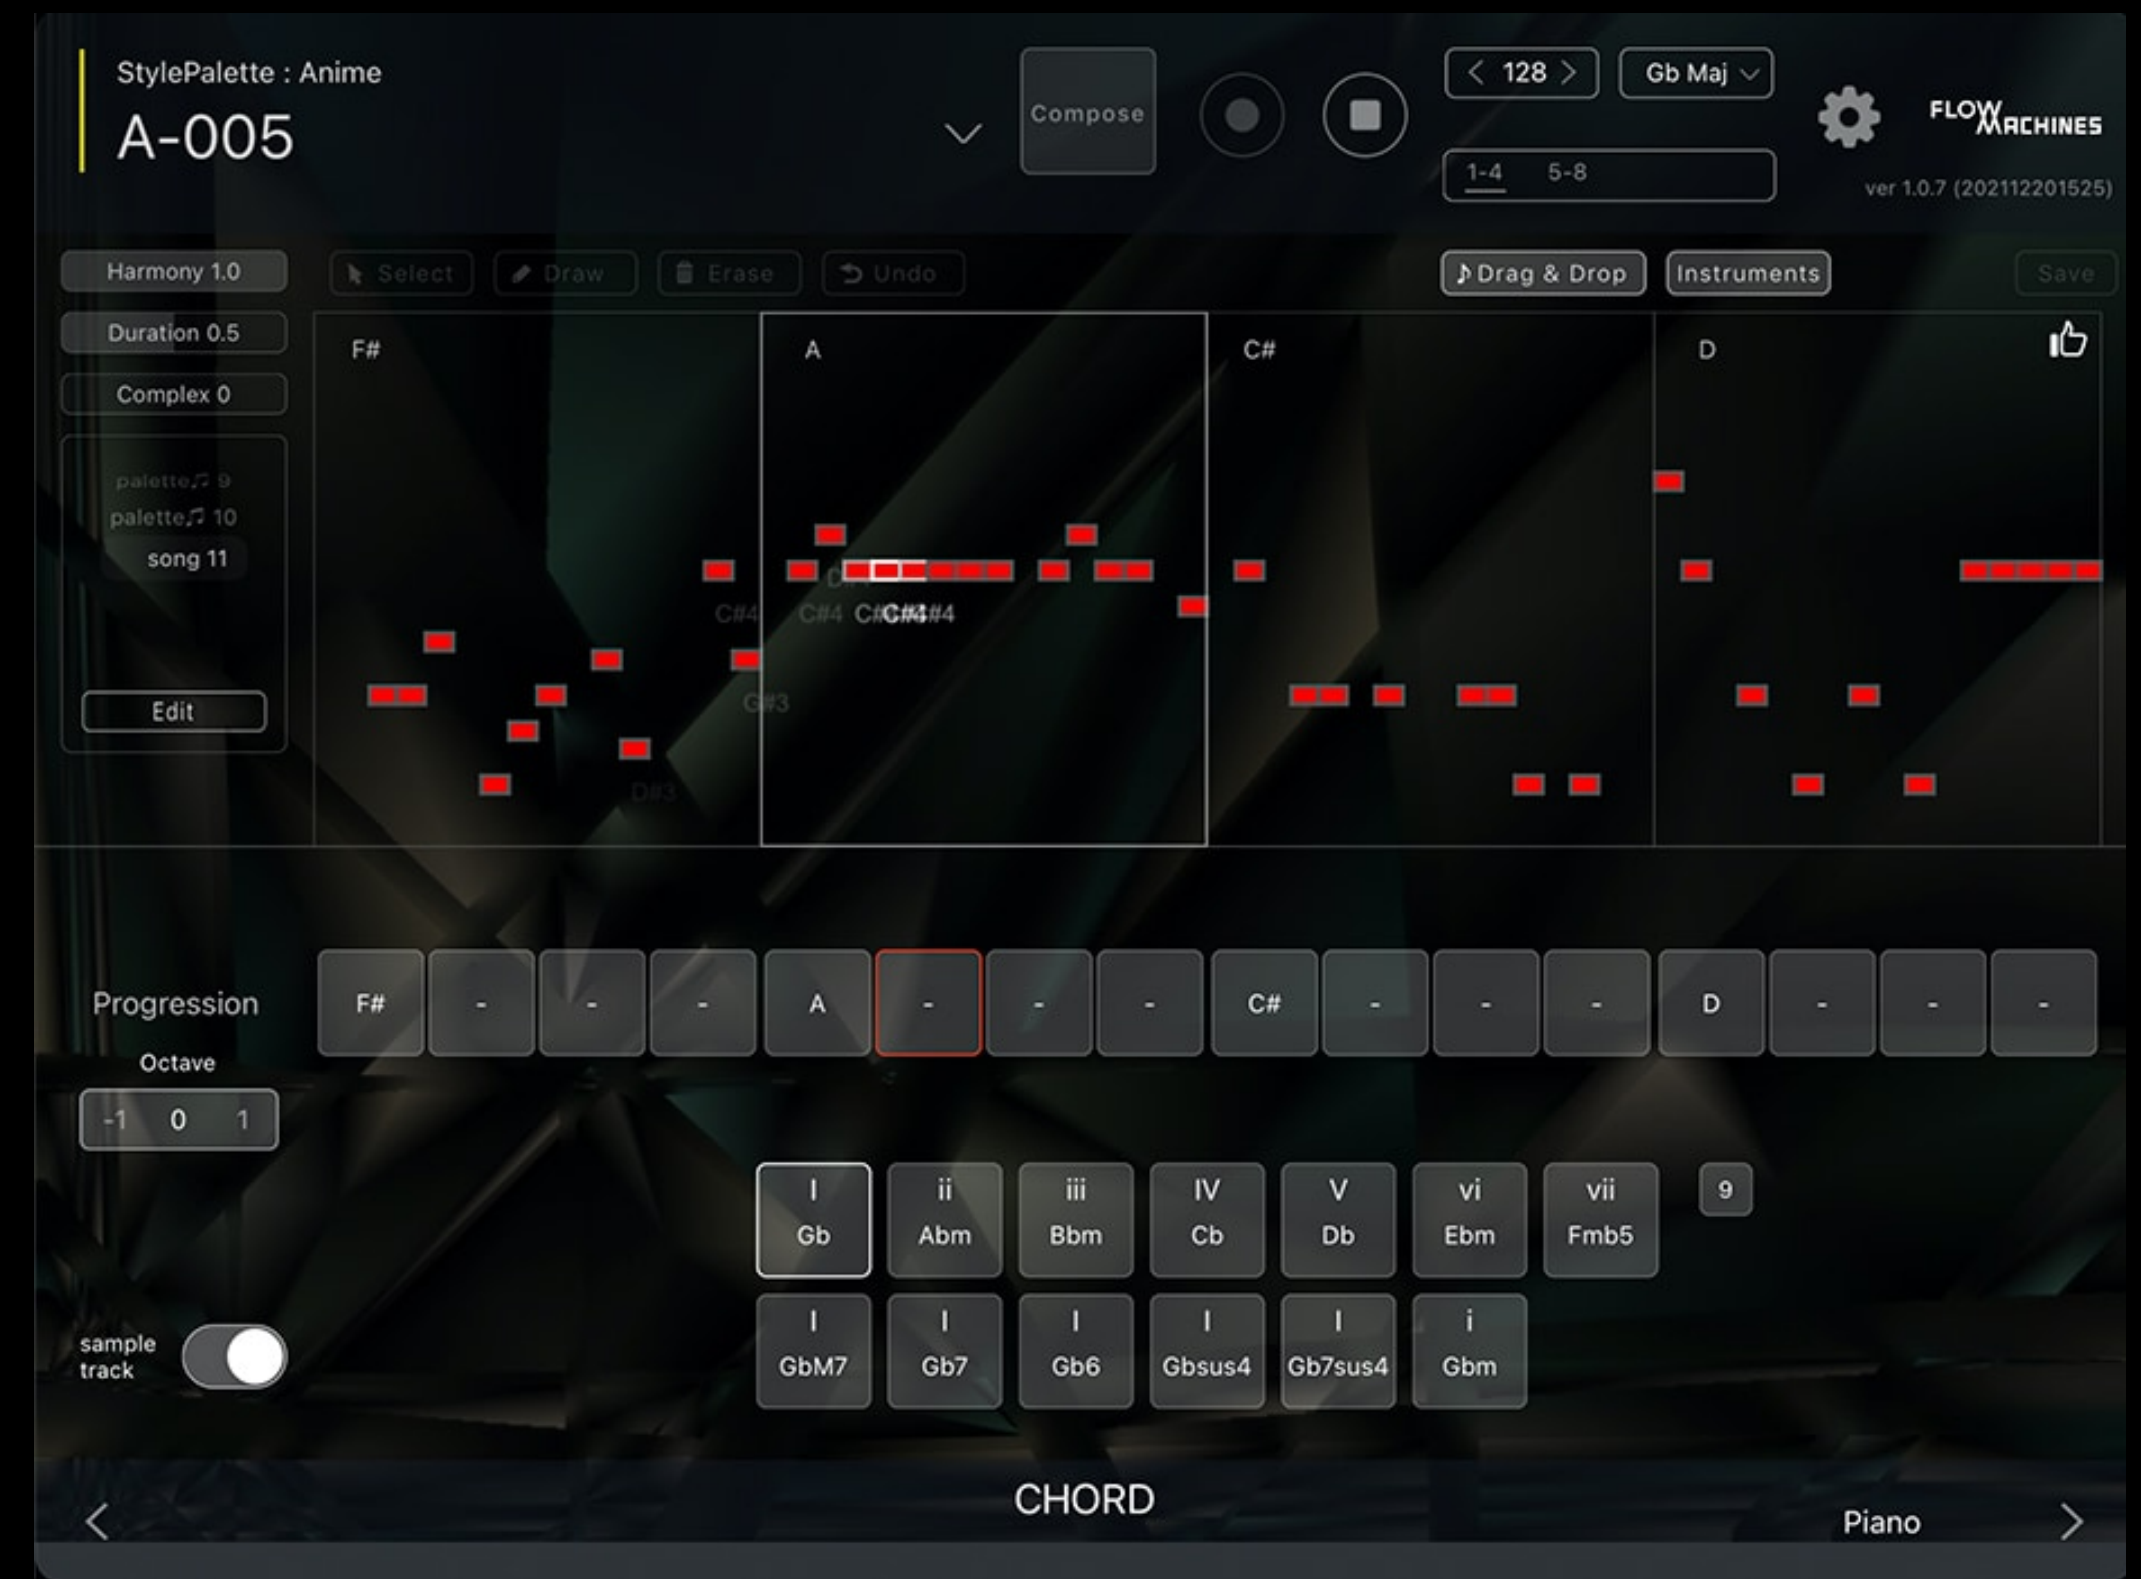 StylePalette : Anime
A-005
Compose
< 128 >
Gb Maj
FLOW MACHINES
1-4 5-8
ver 1.0.7 (202112201525)
Harmony 1.0
Select
Draw
Erase
Undo
Drag & Drop
Instruments
Save
Duration 0.5
Complex 0
palette♫ 9
palette♫ 10
song 11
Edit
F#
A
C#
D
C#4
C#4
G#3
D#3
Progression
F# - - - A - - - C# - - - D - - -
Octave
-1 0 1
I ii iii IV V vi vii 9
Gb Abm Bbm Cb Db Ebm Fmb5
I I I I I i
GbM7 Gb7 Gb6 Gbsus4 Gb7sus4 Gbm
sample
track
CHORD
Piano